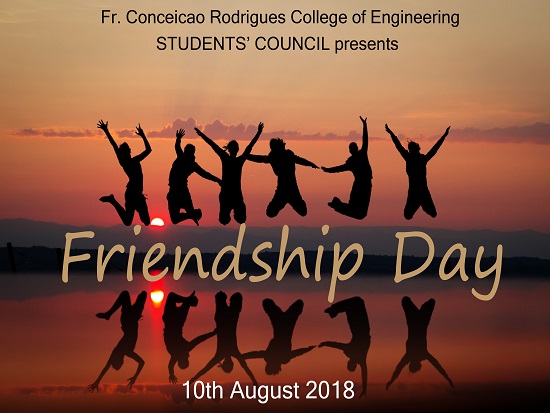 Fr. Conceicao Rodrigues College of Engineering
STUDENTS' COUNCIL presents
Friendship Day
10th August 2018